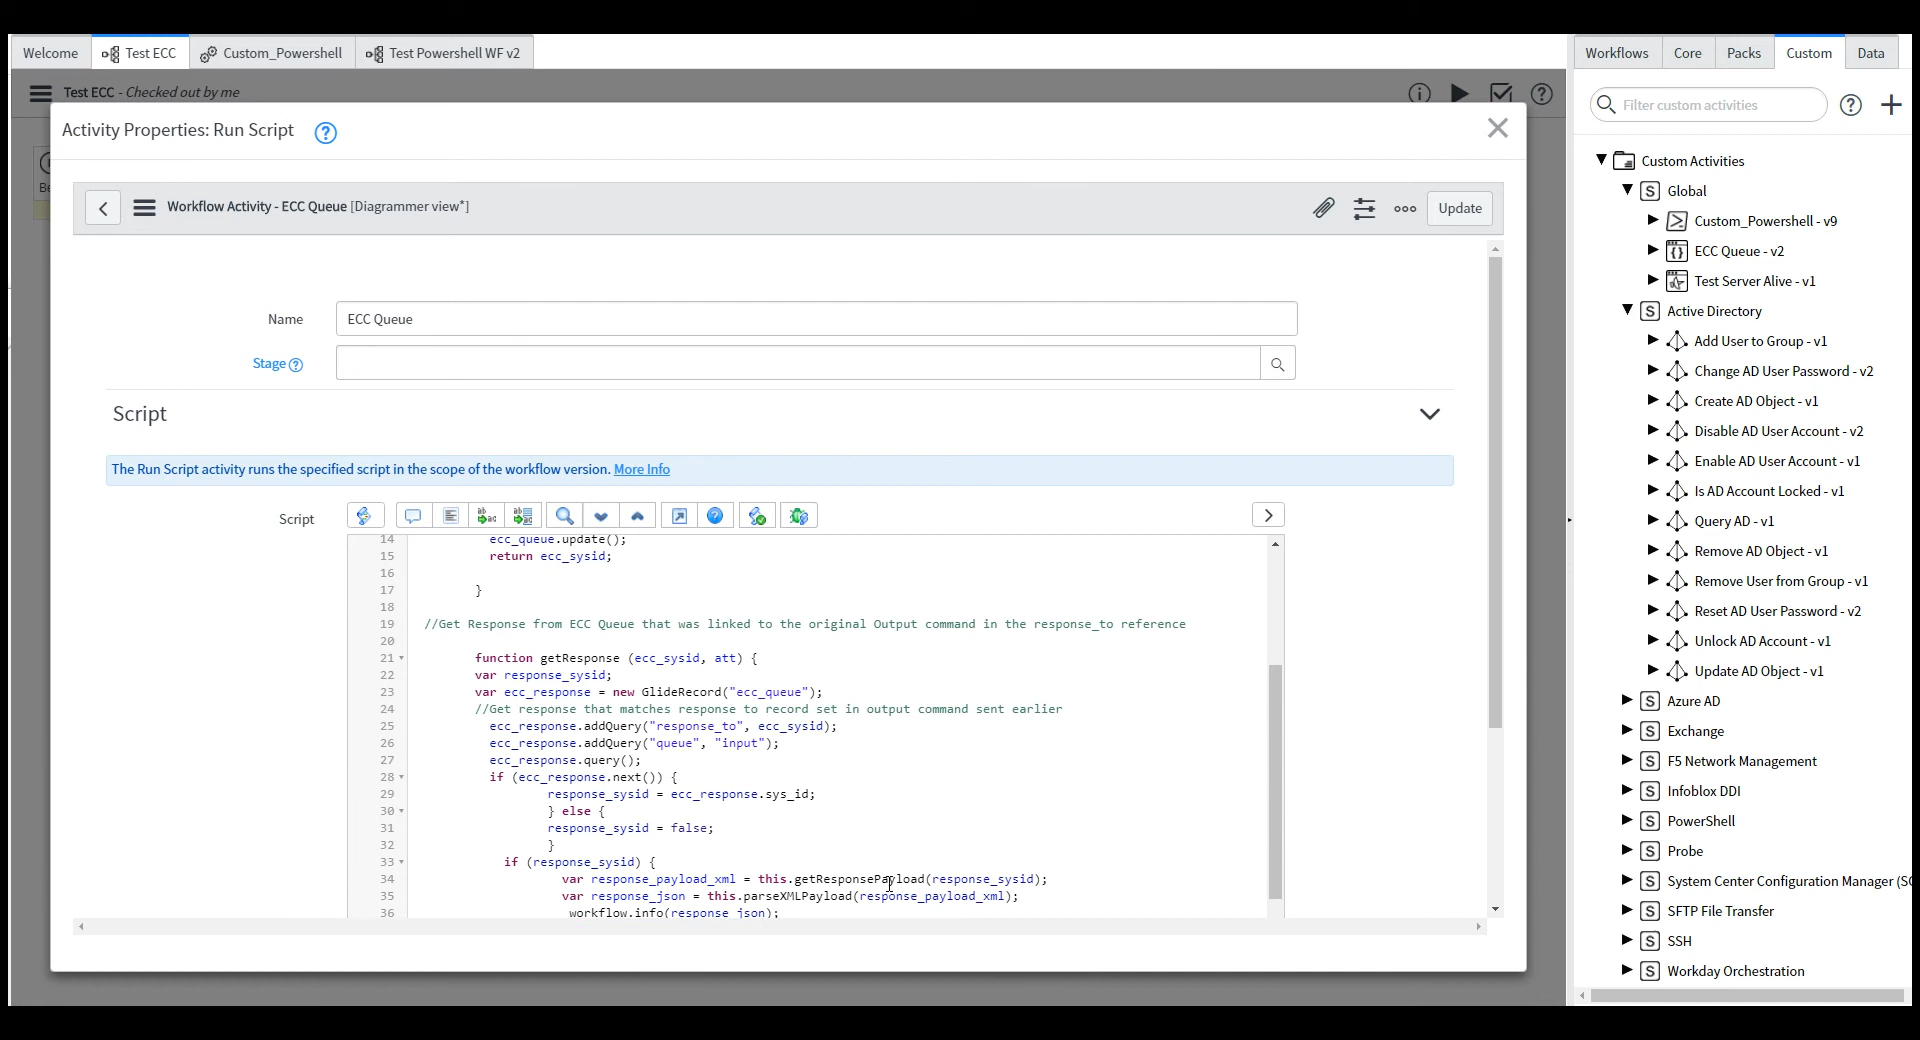 Welcome
Test ECC
Custom_Powershell
Test Powershell WF v2
Workflows
Core
Packs
Custom
Data
Test ECC - Checked out by me
Filter custom activities
Activity Properties: Run Script
Be
Workflow Activity - ECC Queue [Diagrammer view*]
Update
Name
ECC Queue
Stage
Script
The Run Script activity runs the specified script in the scope of the workflow version. More Info
Script
14 ecc_queue.update();
15 return ecc_sysid;
16
17 }
18
19 //Get Response from ECC Queue that was linked to the original Output command in the response_to reference
20
21 function getResponse (ecc_sysid, att) {
22 var response_sysid;
23 var ecc_response = new GlideRecord("ecc_queue");
24 //Get response that matches response to record set in output command sent earlier
25 ecc_response.addQuery("response_to", ecc_sysid);
26 ecc_response.addQuery("queue", "input");
27 ecc_response.query();
28 if (ecc_response.next()) {
29 response_sysid = ecc_response.sys_id;
30 } else {
31 response_sysid = false;
32 }
33 if (response_sysid) {
34 var response_payload_xml = this.getResponsePayload(response_sysid);
35 var response_json = this.parseXMLPayload(response_payload_xml);
36 workflow.info(response_json);
Custom Activities
Global
Custom_Powershell - v9
ECC Queue - v2
Test Server Alive - v1
Active Directory
Add User to Group - v1
Change AD User Password - v2
Create AD Object - v1
Disable AD User Account - v2
Enable AD User Account - v1
Is AD Account Locked - v1
Query AD - v1
Remove AD Object - v1
Remove User from Group - v1
Reset AD User Password - v2
Unlock AD Account - v1
Update AD Object - v1
Azure AD
Exchange
F5 Network Management
Infoblox DDI
PowerShell
Probe
System Center Configuration Manager (SC
SFTP File Transfer
SSH
Workday Orchestration